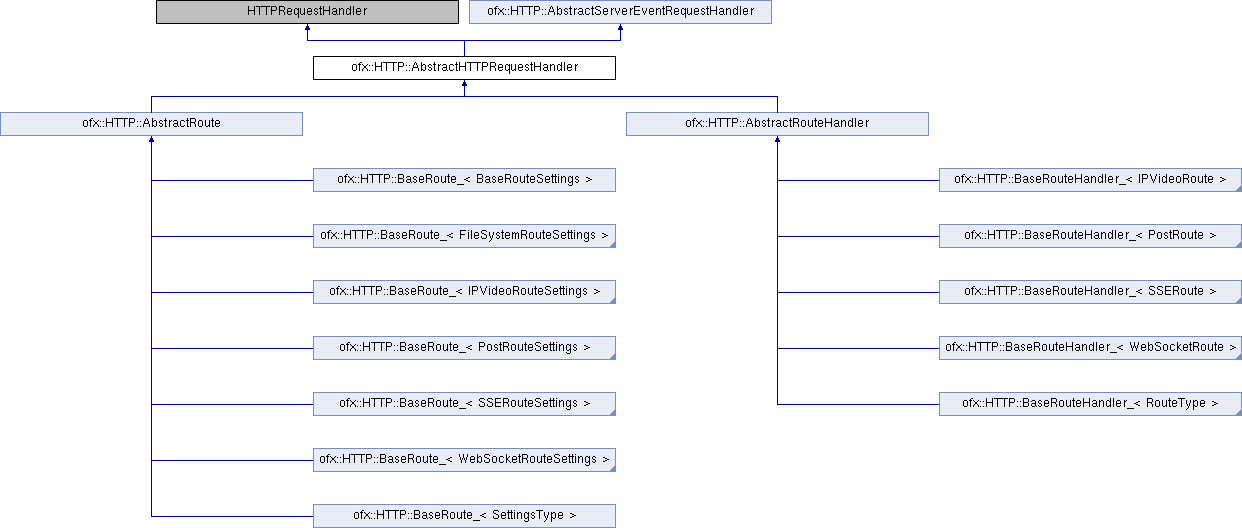 HTTPRequestHandler
ofx::HTTP::AbstractServerEventRequestHandler
ofx::HTTP::AbstractHTTPRequestHandler
ofx::HTTP::AbstractRoute
ofx::HTTP::AbstractRouteHandler
ofx::HTTP::BaseRoute_< BaseRouteSettings >
ofx::HTTP::BaseRouteHandler_< IPVideoRoute >
ofx::HTTP::BaseRoute_< FileSystemRouteSettings >
ofx::HTTP::BaseRouteHandler_< PostRoute >
ofx::HTTP::BaseRoute_< IPVideoRouteSettings >
ofx::HTTP::BaseRouteHandler_< SSERoute >
ofx::HTTP::BaseRoute_< PostRouteSettings >
ofx::HTTP::BaseRouteHandler_< WebSocketRoute >
ofx::HTTP::BaseRoute_< SSERouteSettings >
ofx::HTTP::BaseRouteHandler_< RouteType >
ofx::HTTP::BaseRoute_< WebSocketRouteSettings >
ofx::HTTP::BaseRoute_< SettingsType >